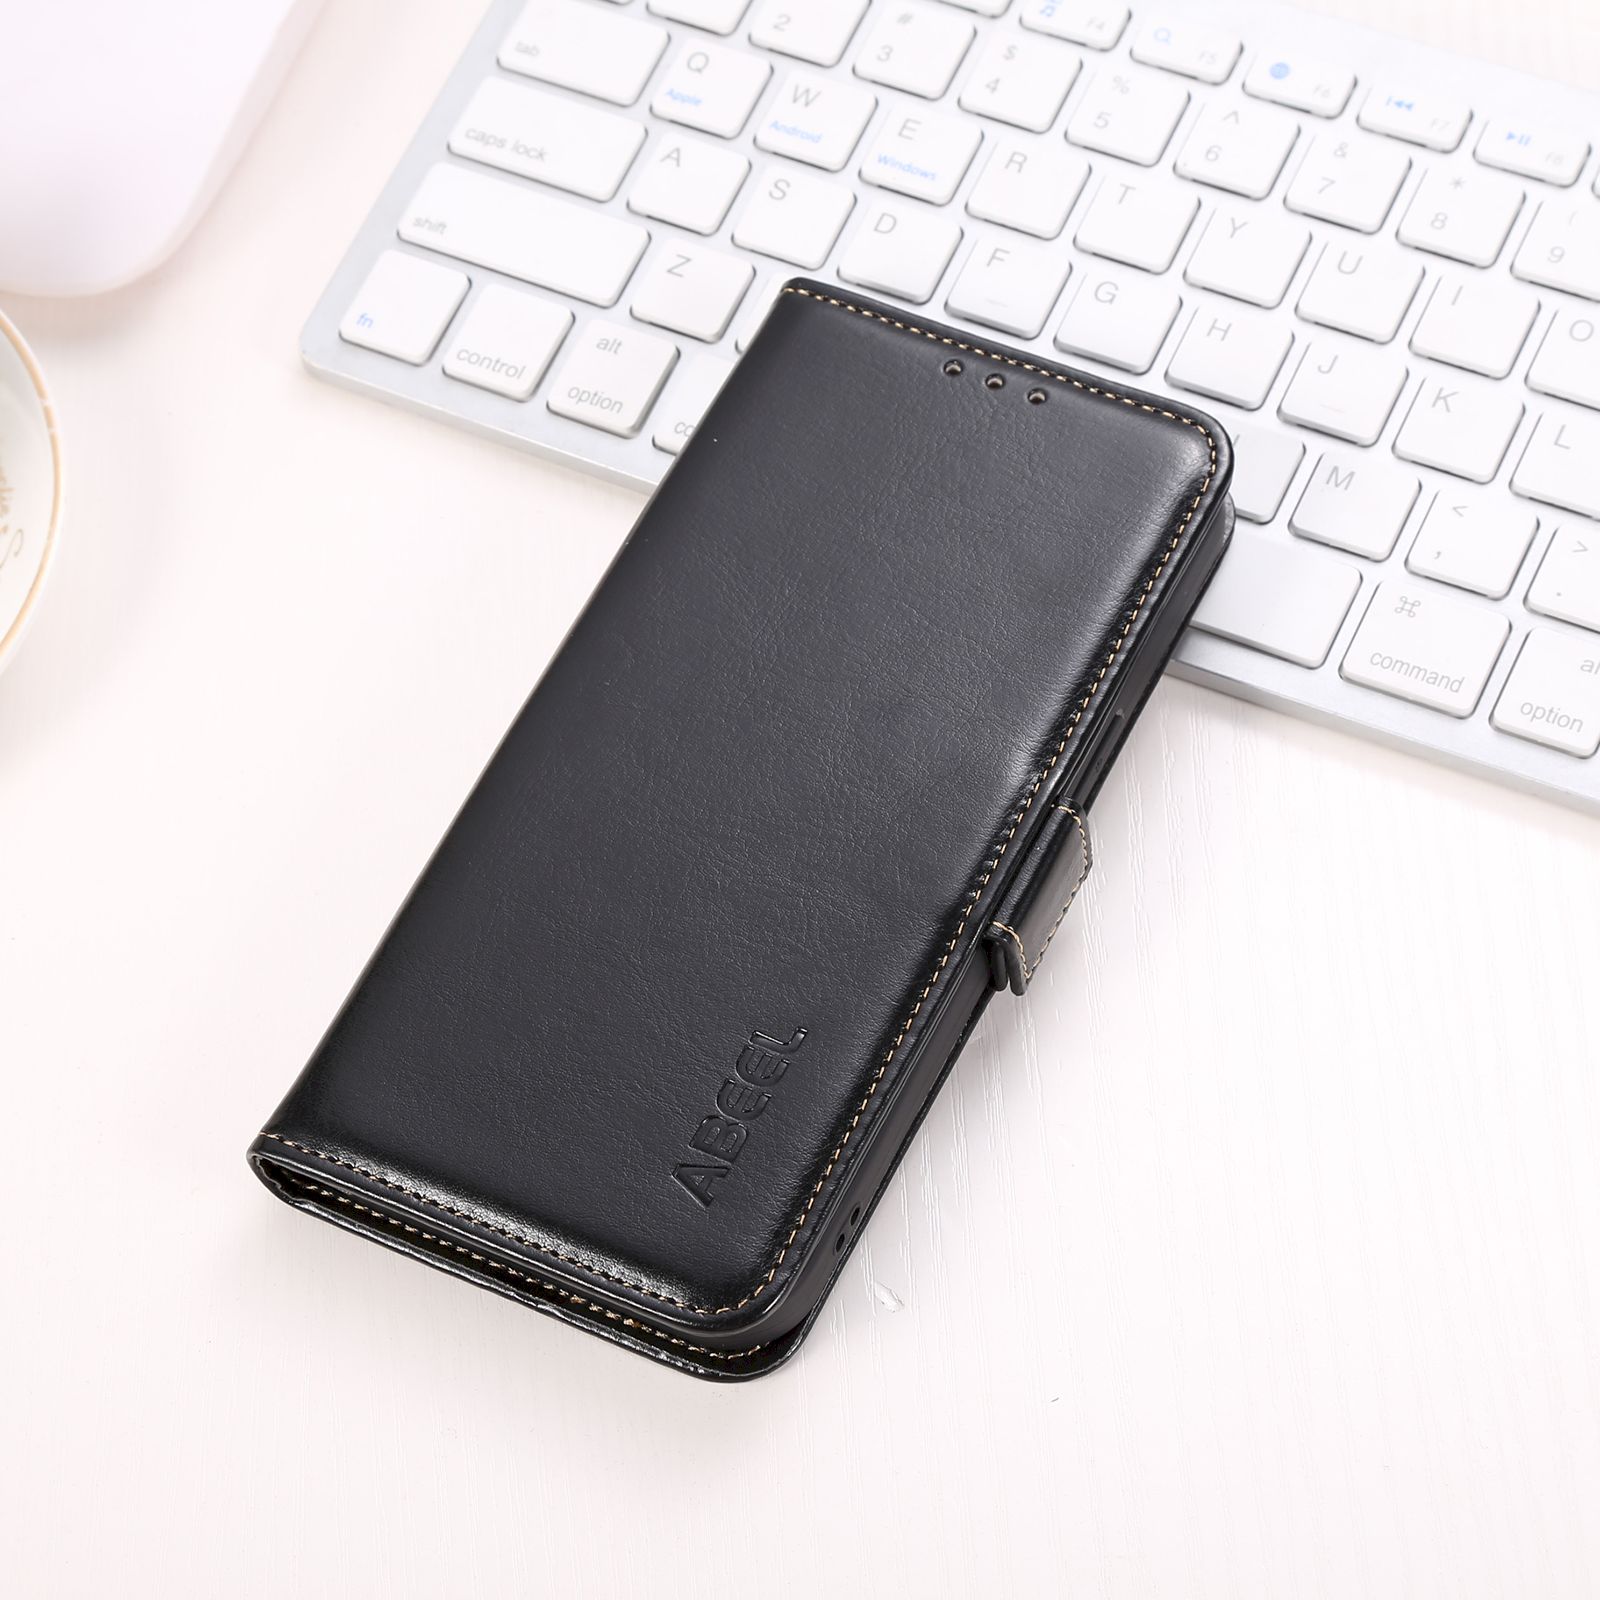 F4
F5
F6
F7
F8
2
#
3
$
4
%
5
^
6
&
7
*
8
(
9
tab
Q
Apple
W
Android
E
Windows
R
T
Y
U
I
O
caps lock
A
S
D
F
G
H
J
K
L
shift
Z
M
<
,
>
.
fn
control
alt
option
command
option
ABEEL